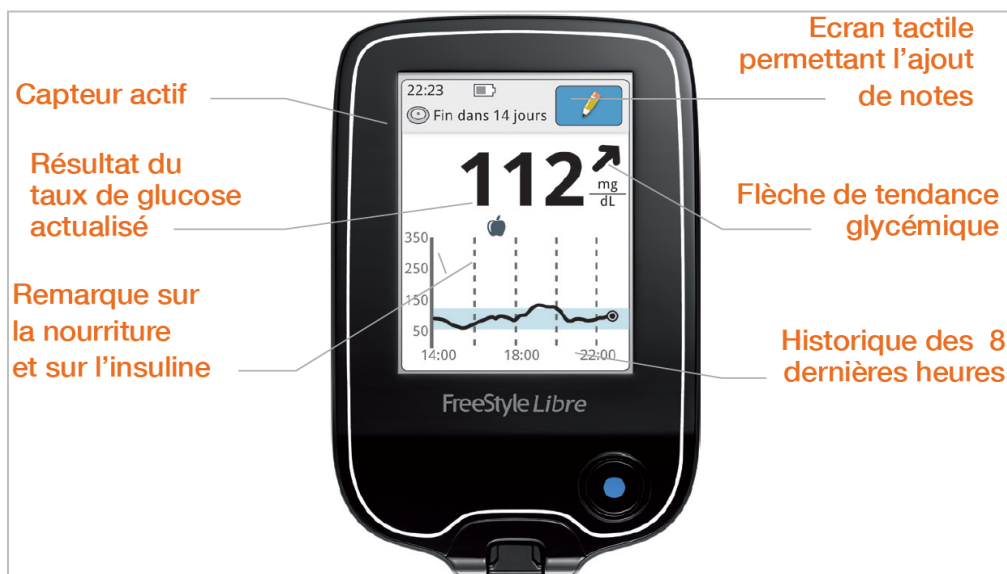 Ecran tactile
permettant l'ajout
de notes
Capteur actif
22:23
Fin dans 14 jours
Résultat du
taux de glucose
actualisé
112 mg
dL
Flèche de tendance
glycémique
350
250
150
50
14:00 18:00 22:00
Remarque sur
la nourriture
et sur l'insuline
Historique des 8
dernières heures
FreeStyle Libre